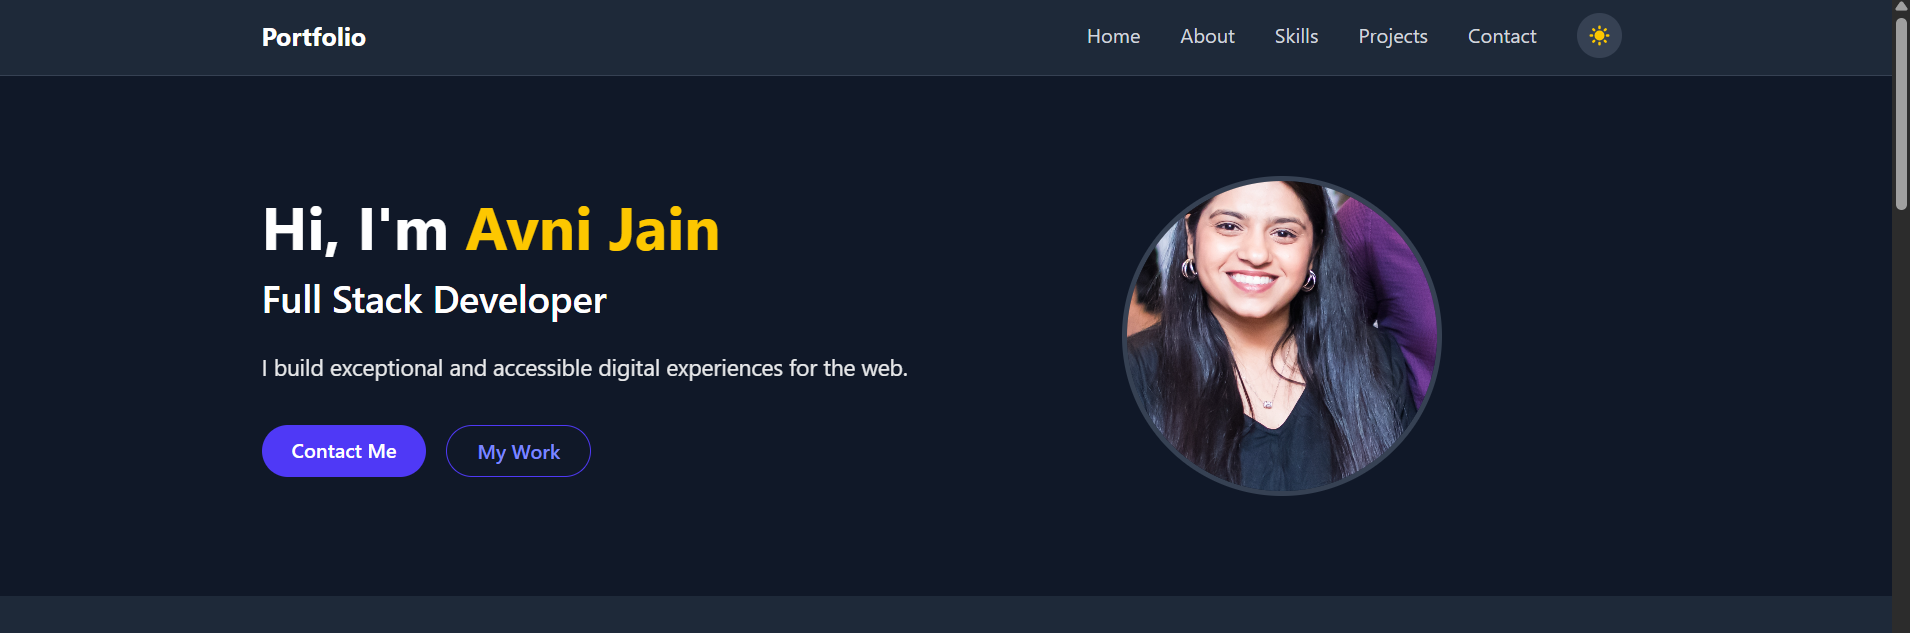 Portfolio
Home About Skills Projects Contact
Hi, I'm Avni Jain
Full Stack Developer
I build exceptional and accessible digital experiences for the web.
Contact Me My Work